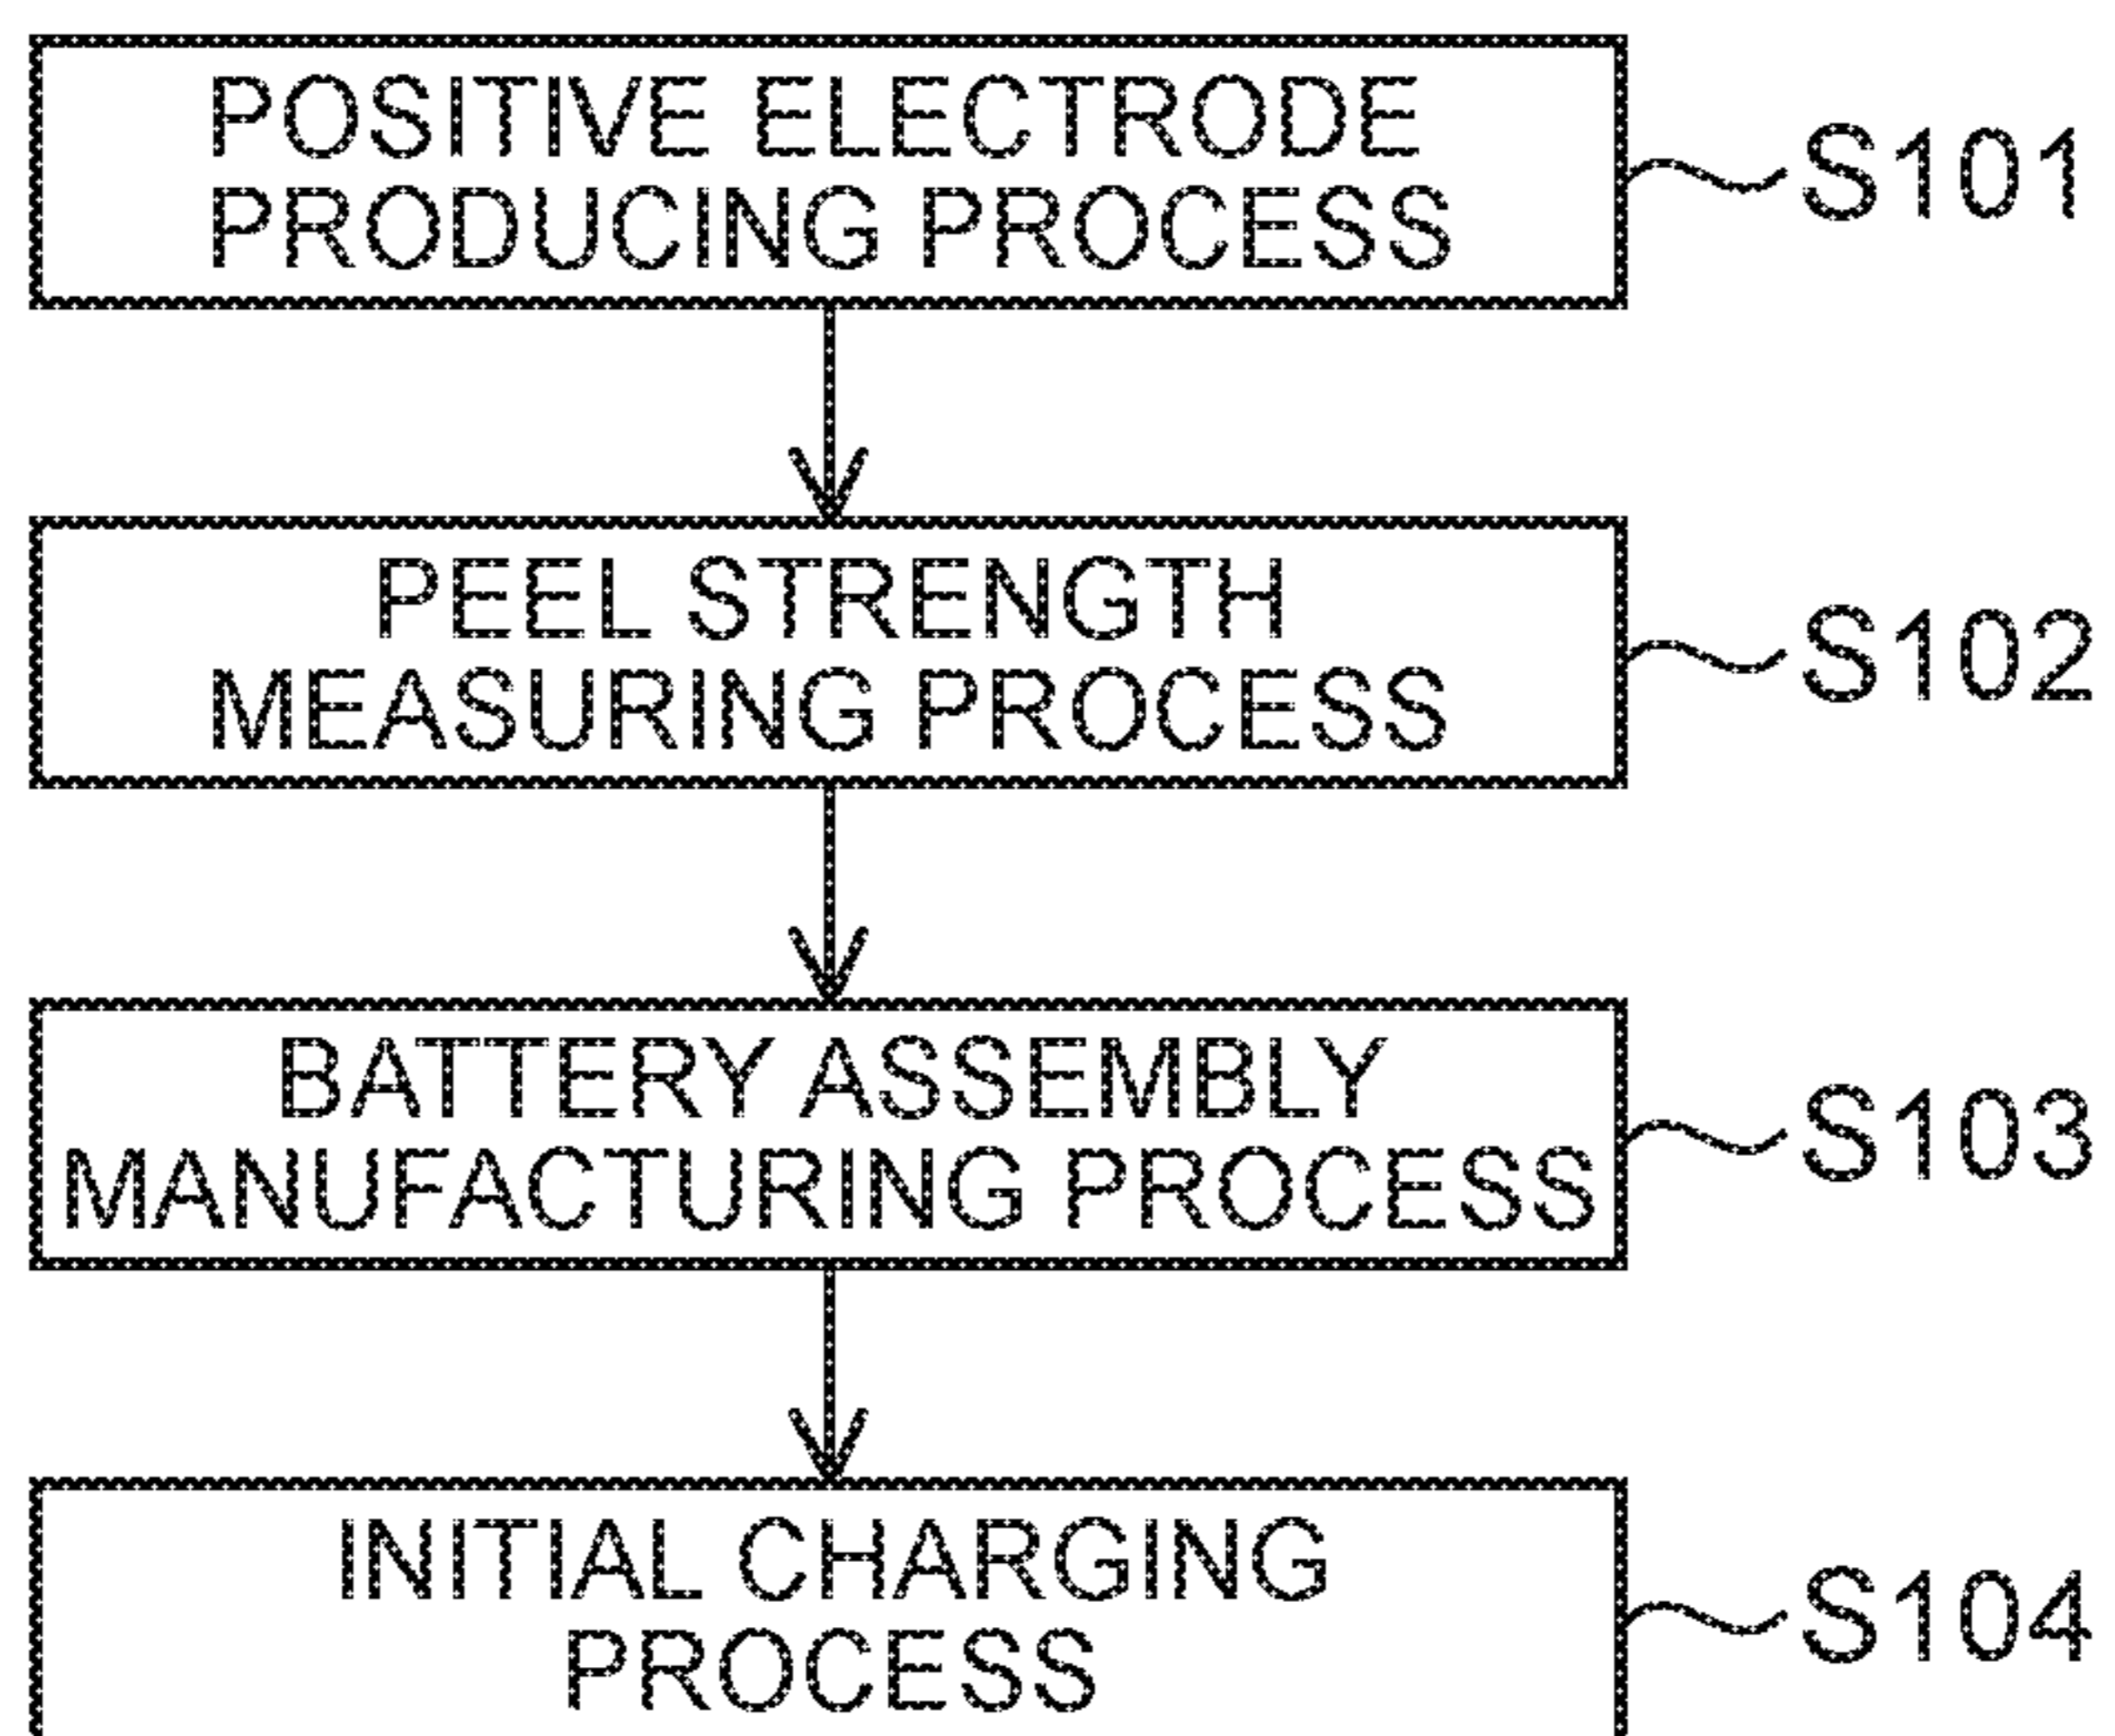 POSITIVE ELECTRODE
PRODUCING PROCESS
S101
PEEL STRENGTH
MEASURING PROCESS
S102
BATTERY ASSEMBLY
MANUFACTURING PROCESS
S103
INITIAL CHARGING
PROCESS
S104